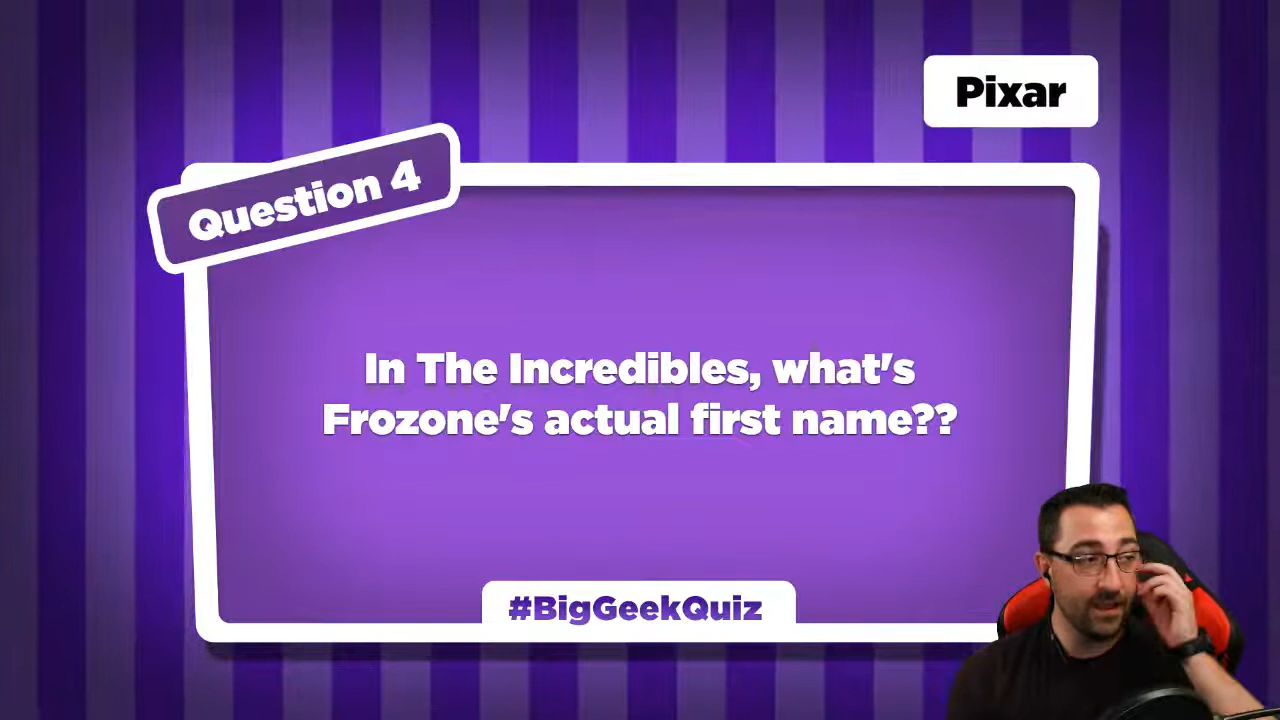 Pixar
Question 4
In The Incredibles, what's
Frozone's actual first name??
#BigGeekQuiz